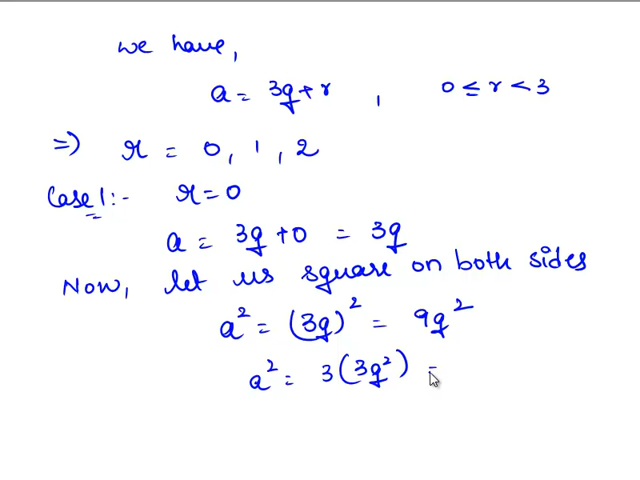 we have,
a = 3q+r , 0 ≤ r < 3
=) r = 0, 1, 2
Case 1:- r = 0
a = 3q + 0 = 3q
Now, let us square on both sides
a² = (3q)² = 9q²
a² = 3(3q²) =